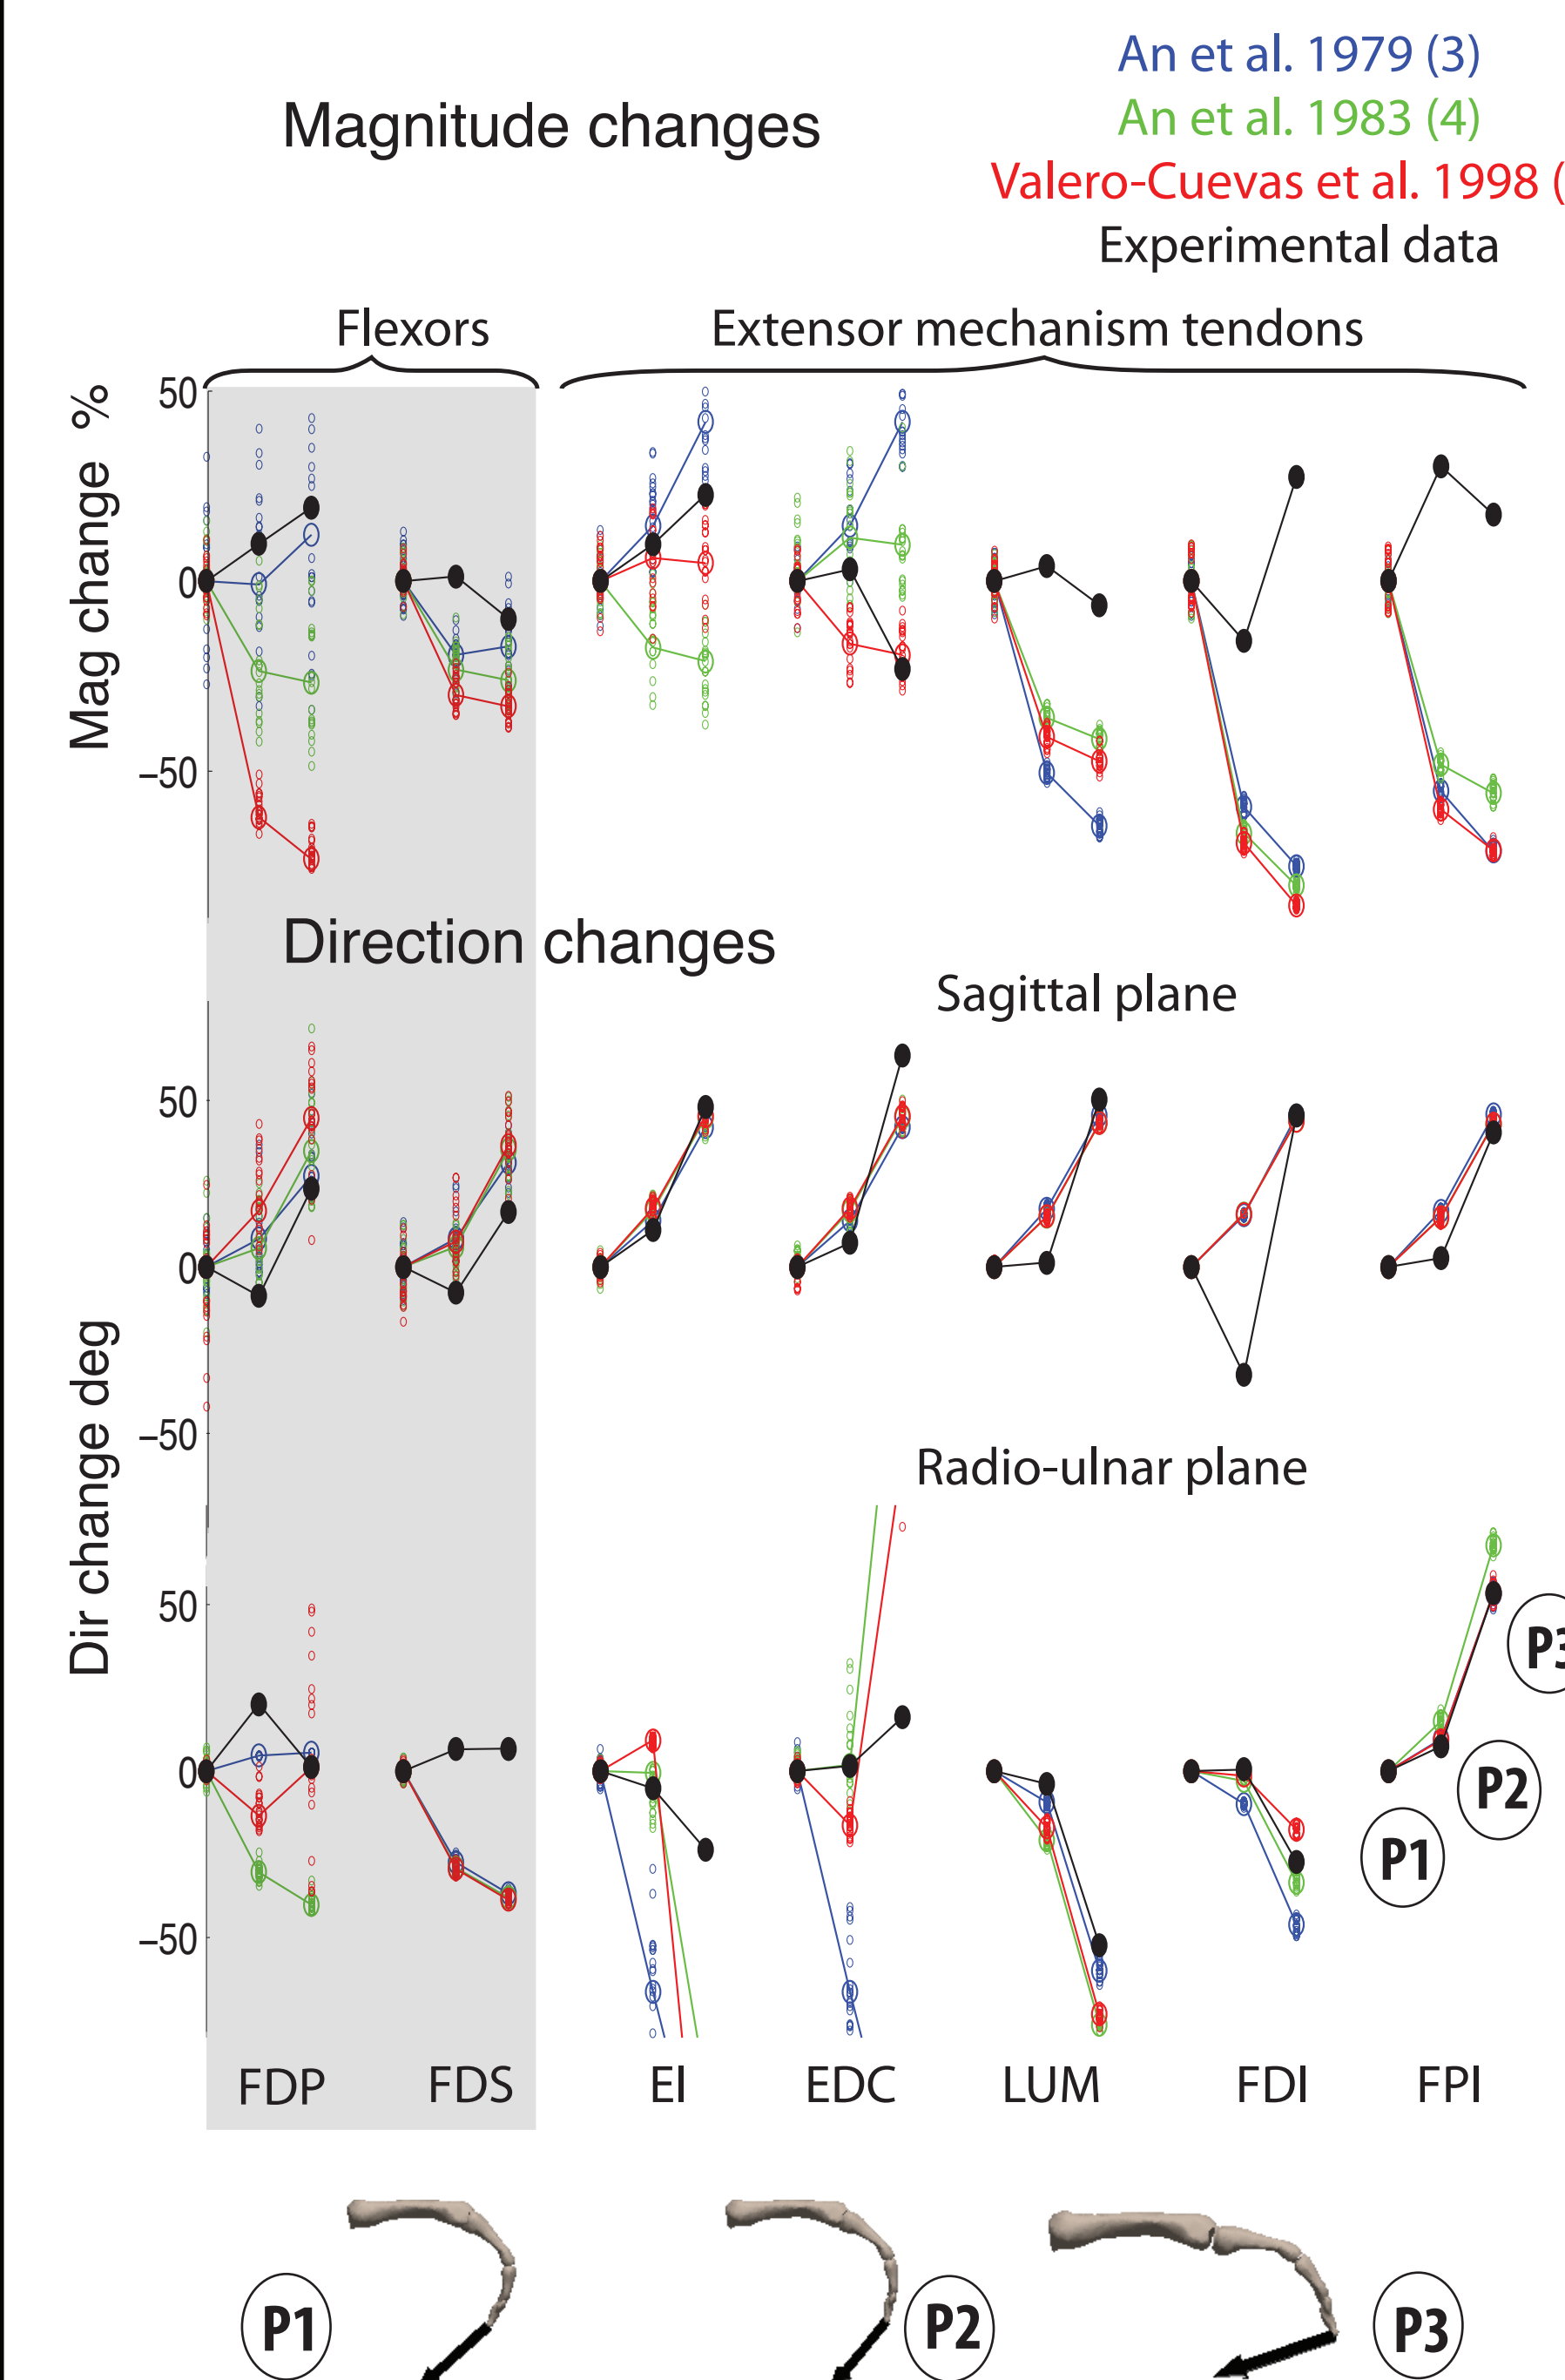 An et al. 1979 (3)
An et al. 1983 (4)
Valero-Cuevas et al. 1998 (
Experimental data
Magnitude changes
Flexors
Extensor mechanism tendons
Mag change %
50
0
−50
Direction changes
Sagittal plane
Dir change deg
50
0
−50
Radio-ulnar plane
50
0
−50
P3
P2
P1
FDP FDS EI EDC LUM FDI FPI
P1 P2 P3